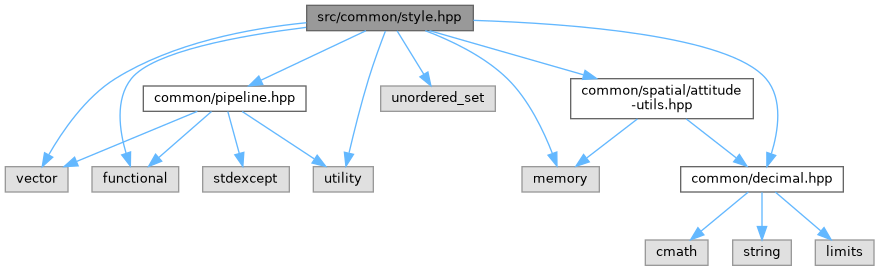 src/common/style.hpp
common/pipeline.hpp
unordered_set
common/spatial/attitude
-utils.hpp
vector
functional
stdexcept
utility
memory
common/decimal.hpp
cmath
string
limits